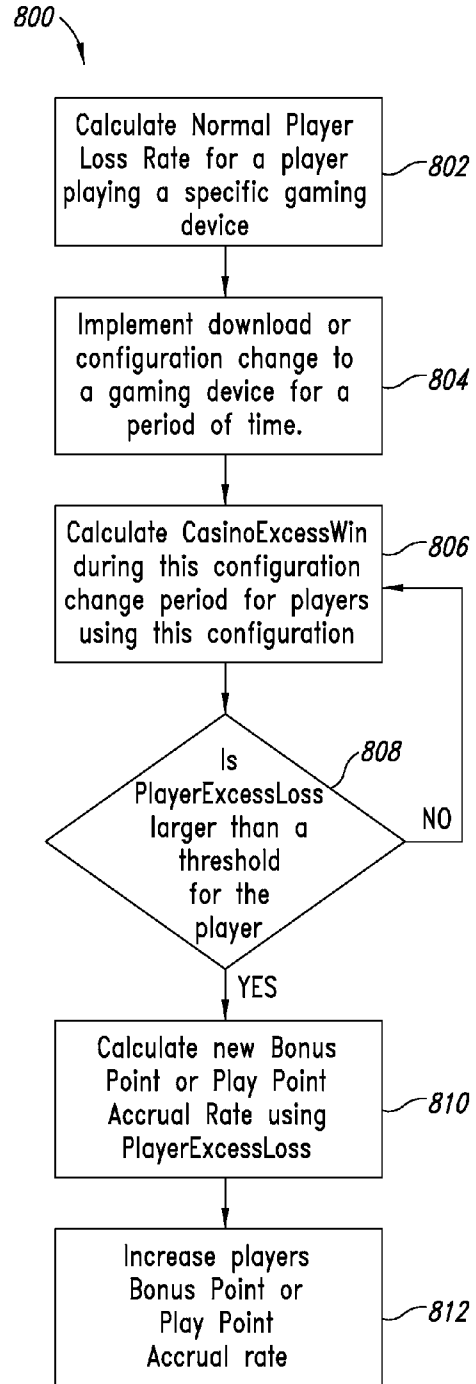 800
Calculate Normal Player
Loss Rate for a player
playing a specific gaming
device
802
Implement download or
configuration change to
a gaming device for a
period of time.
804
Calculate CasinoExcessWin
during this configuration
change period for players
using this configuration
806
Is
PlayerExcessLoss
larger than a
threshold
for the
player
808
NO
YES
Calculate new Bonus
Point or Play Point
Accrual Rate using
PlayerExcessLoss
810
Increase players
Bonus Point or
Play Point
Accrual rate
812